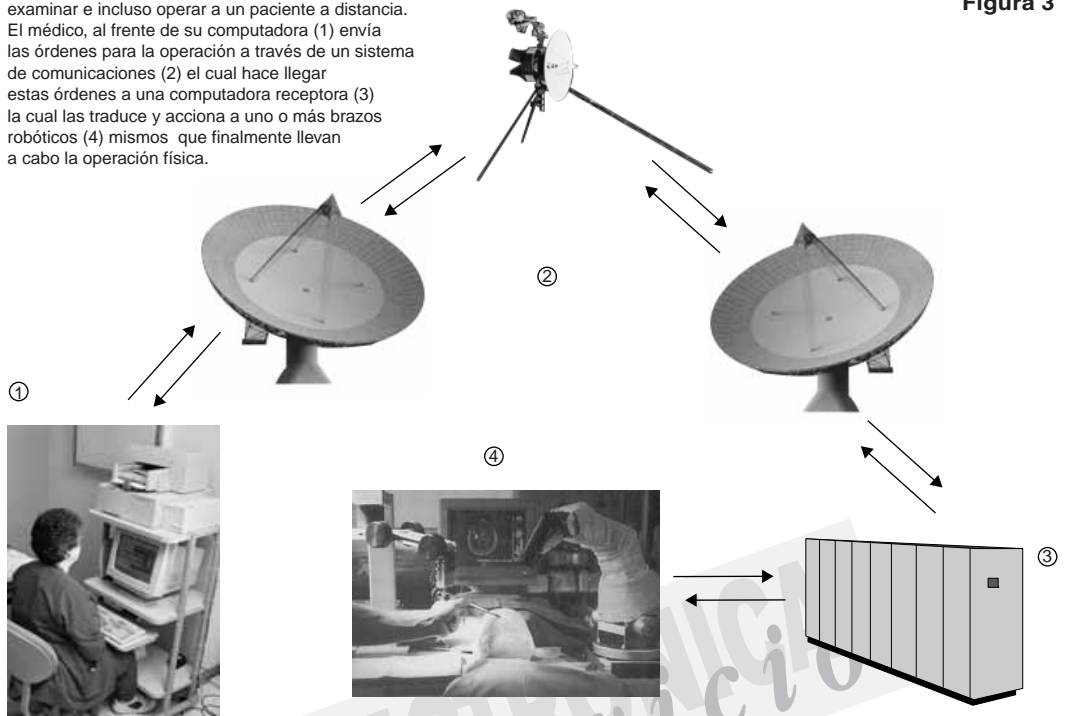 examinar e incluso operar a un paciente a distancia.
El médico, al frente de su computadora (1) envía
las órdenes para la operación a través de un sistema
de comunicaciones (2) el cual hace llegar
estas órdenes a una computadora receptora (3)
la cual las traduce y acciona a uno o más brazos
robóticos (4) mismos que finalmente llevan
a cabo la operación física.
Figura 3
2
1
4
3